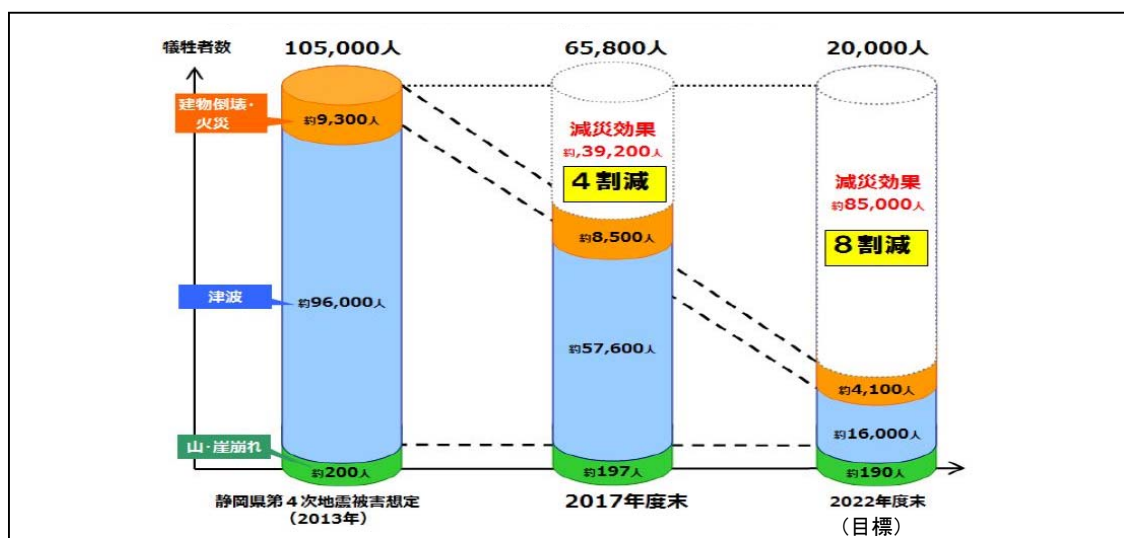 犠牲者数
105,000人
65,800人
20,000人
建物倒壊・
火災
約9,300人
減災効果
約,39,200人
4割減
減災効果
約85,000人
8割減
約8,500人
津波
約96,000人
約57,600人
約4,100人
約16,000人
山・崖崩れ
約200人
約197人
約190人
静岡県第4次地震被害想定
(2013年)
2017年度末
2022年度末
(目標)